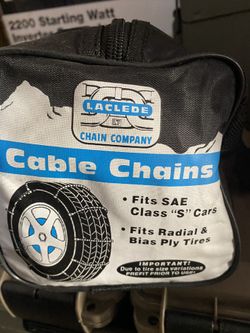 2200 Starting Watt
Inverter
LACLEDE
CHAIN COMPANY
Cable Chains
• Fits SAE
Class "S" Cars
• Fits Radial &
Bias Ply Tires
IMPORTANT!
Due to tire size variations
PREFIT PRIOR TO USE!